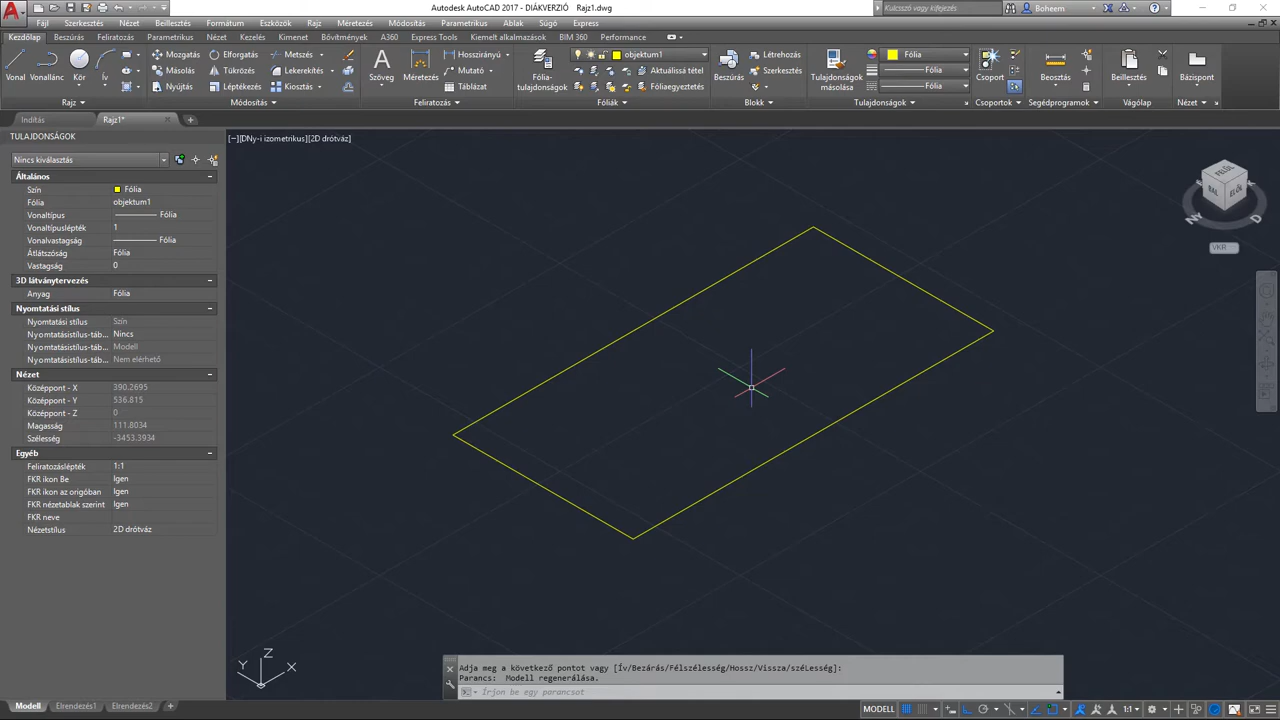 Autodesk AutoCAD 2017 - DIÁKVERZIÓ Rajz1.dwg
Kulcsszó vagy kifejezés
Boheem
Fájl Szerkesztés Nézet Beillesztés Formátum Eszközök Rajz Méretezés Módosítás Parametrikus Ablak Súgó Express
Kezdőlap Beszúrás Feliratozás Parametrikus Nézet Kezelés Kimenet Bővítmények A360 Express Tools Kiemelt alkalmazások BIM 360 Performance
Vonal
Vonallánc
Kör
Ív
Rajz
Mozgatás Elforgatás Metszés
Másolás Tükrözés Lekerekítés
Nyújtás Léptékezés Kiosztás
Módosítás
Szöveg
Méretezés
Hosszirányú
Mutató
Táblázat
Feliratozás
Fólia-
tulajdonságok
objektum1
Aktuálissá tétel
Fóliaegyeztetés
Fóliák
Beszúrás
Létrehozás
Szerkesztés
Blokk
Tulajdonságok
másolása
Fólia
Fólia
Fólia
Tulajdonságok
Csoport
Csoportok
Beosztás
Segédprogramok
Beillesztés
Vágólap
Bázispont
Nézet
Indítás
Rajz1*
TULAJDONSÁGOK
Nincs kiválasztás
Általános
Szín Fólia
Fólia objektum1
Vonaltípus Fólia
Vonaltípuslépték 1
Vonalvastagság Fólia
Átlátszóság Fólia
Vastagság 0
3D látványtervezés
Anyag Fólia
Nyomtatási stílus
Nyomtatási stílus Szín
Nyomtatásistílus-táb... Nincs
Nyomtatásistílus-táb... Modell
Nyomtatásistílus-táb... Nem elérhető
Nézet
Középpont - X 390.2695
Középpont - Y 536.815
Középpont - Z 0
Magasság 111.8034
Szélesség -3453.3934
Egyéb
Feliratozáslépték 1:1
FKR ikon Be Igen
FKR ikon az origóban Igen
FKR nézetablak szerint Igen
FKR neve
Nézetstílus 2D drótváz
[−][DNy-i izometrikus][2D drótváz]
FELÜL
BAL
ELÖL
NY
D
VKR
Y Z X
Adja meg a következő pontot vagy [Ív/Bezárás/Félszélesség/Hossz/Vissza/széLesség]:
Parancs: Modell regenerálása.
Írjon be egy parancsot
Modell Elrendezés1 Elrendezés2
MODELL
1:1